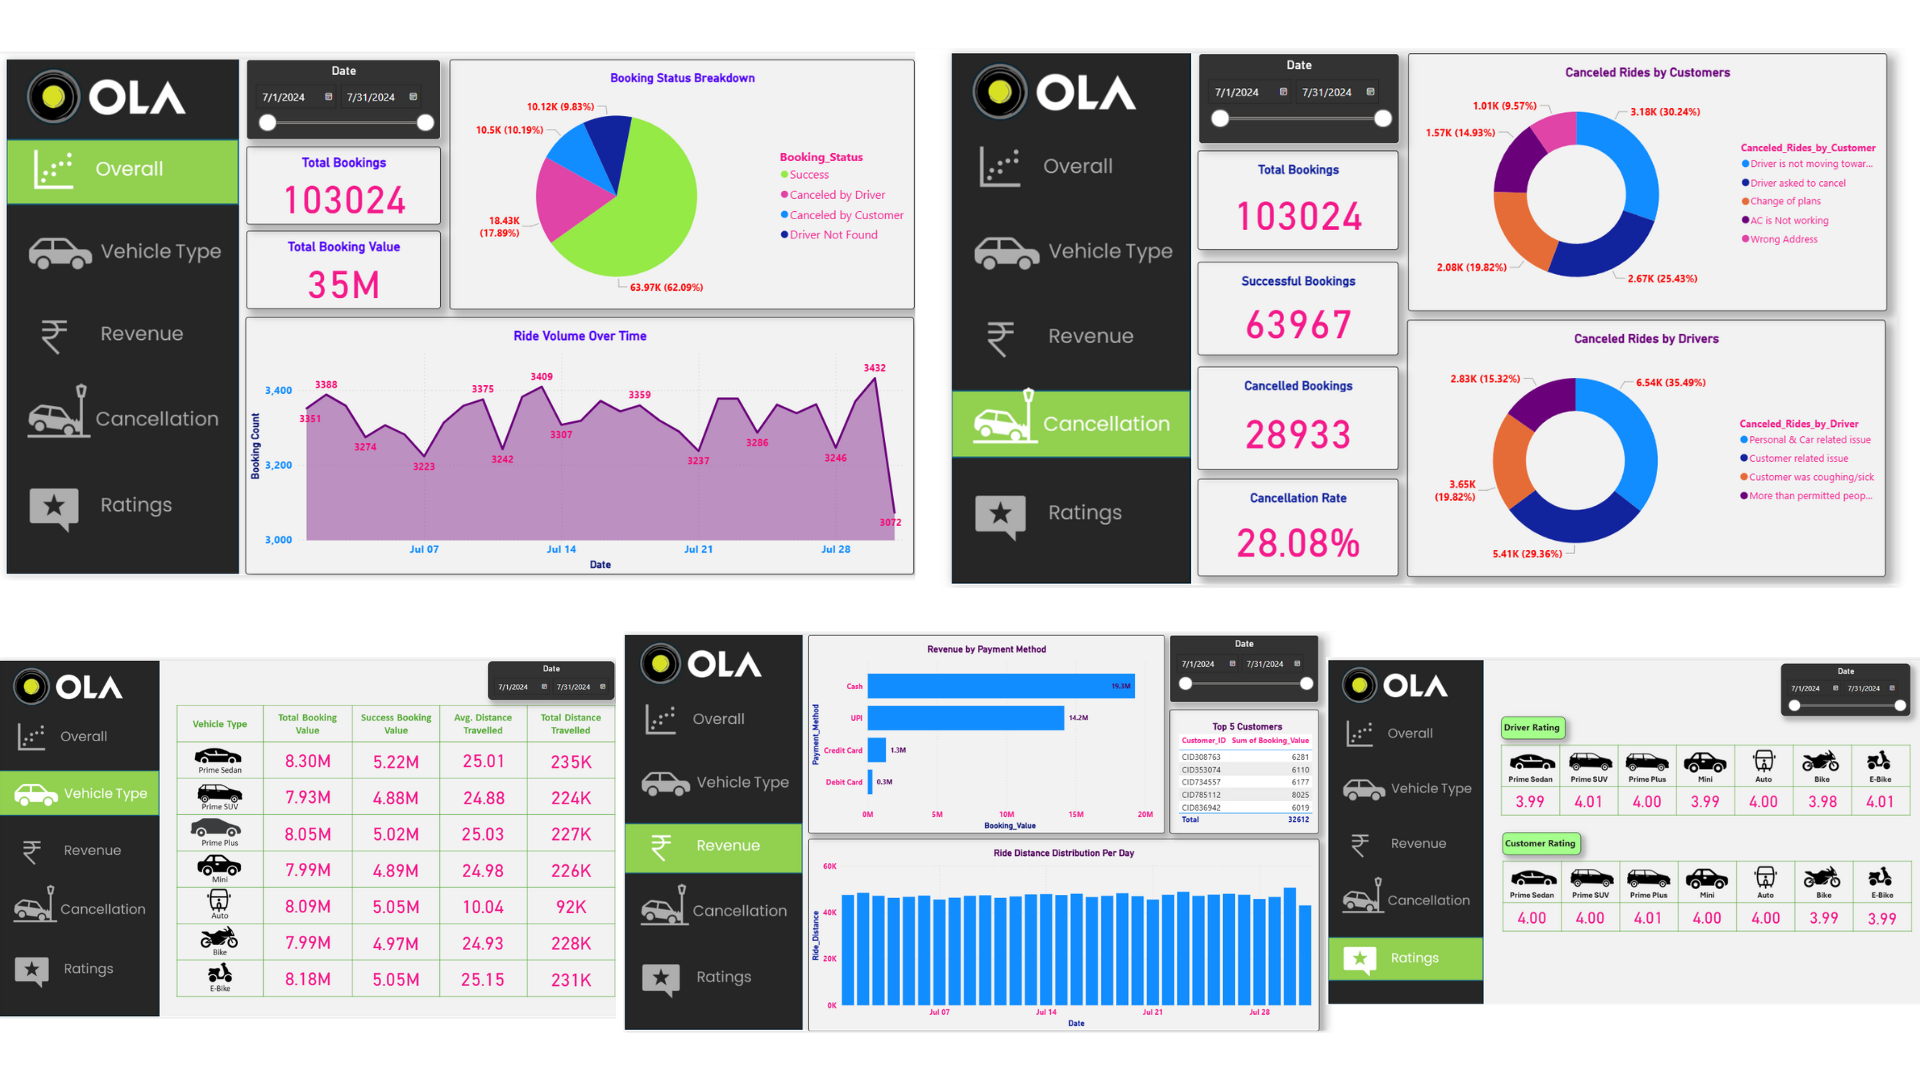 OLA
Overall
Vehicle Type
Revenue
Cancellation
Ratings
Date
7/1/2024 7/31/2024
Total Bookings
103024
Total Booking Value
35M
Booking Status Breakdown
10.12K (9.83%)
10.5K (10.19%)
18.43K
(17.89%)
63.97K (62.09%)
Booking_Status
Success
Canceled by Driver
Canceled by Customer
Driver Not Found
Ride Volume Over Time
Booking Count
3,400
3,200
3,000
3351
3388
3274
3223
3375
3242
3409
3307
3359
3237
3286
3246
3432
3072
Jul 07 Jul 14 Jul 21 Jul 28
Date
OLA
Overall
Vehicle Type
Revenue
Cancellation
Ratings
Date
7/1/2024 7/31/2024
Total Bookings
103024
Successful Bookings
63967
Cancelled Bookings
28933
Cancellation Rate
28.08%
Canceled Rides by Customers
1.01K (9.57%)
3.18K (30.24%)
1.57K (14.93%)
2.08K (19.82%)
2.67K (25.43%)
Canceled_Rides_by_Customer
Driver is not moving towar...
Driver asked to cancel
Change of plans
AC is Not working
Wrong Address
Canceled Rides by Drivers
2.83K (15.32%)
6.54K (35.49%)
3.65K
(19.82%)
5.41K (29.36%)
Canceled_Rides_by_Driver
Personal & Car related issue
Customer related issue
Customer was coughing/sick
More than permitted peop...
OLA
Overall
Vehicle Type
Revenue
Cancellation
Ratings
Date
7/1/2024 7/31/2024
Vehicle Type Total Booking Value Success Booking Value Avg. Distance Travelled Total Distance Travelled
Prime Sedan 8.30M 5.22M 25.01 235K
Prime SUV 7.93M 4.88M 24.88 224K
Prime Plus 8.05M 5.02M 25.03 227K
Mini 7.99M 4.89M 24.98 226K
Auto 8.09M 5.05M 10.04 92K
Bike 7.99M 4.97M 24.93 228K
E-Bike 8.18M 5.05M 25.15 231K
OLA
Overall
Vehicle Type
Revenue
Cancellation
Ratings
Revenue by Payment Method
Payment_Method
Cash 19.3M
UPI 14.2M
Credit Card 1.3M
Debit Card 0.3M
0M 5M 10M 15M 20M
Booking_Value
Date
7/1/2024 7/31/2024
Top 5 Customers
Customer_ID Sum of Booking_Value
CID308763 6281
CID353074 6110
CID734557 6177
CID785112 8025
CID836942 6019
Total 32612
Ride Distance Distribution Per Day
Ride_Distance
60K
40K
20K
0K
Jul 07 Jul 14 Jul 21 Jul 28
Date
OLA
Overall
Vehicle Type
Revenue
Cancellation
Ratings
Date
7/1/2024 7/31/2024
Driver Rating
Prime Sedan Prime SUV Prime Plus Mini Auto Bike E-Bike
3.99 4.01 4.00 3.99 4.00 3.98 4.01
Customer Rating
Prime Sedan Prime SUV Prime Plus Mini Auto Bike E-Bike
4.00 4.00 4.01 4.00 4.00 3.99 3.99